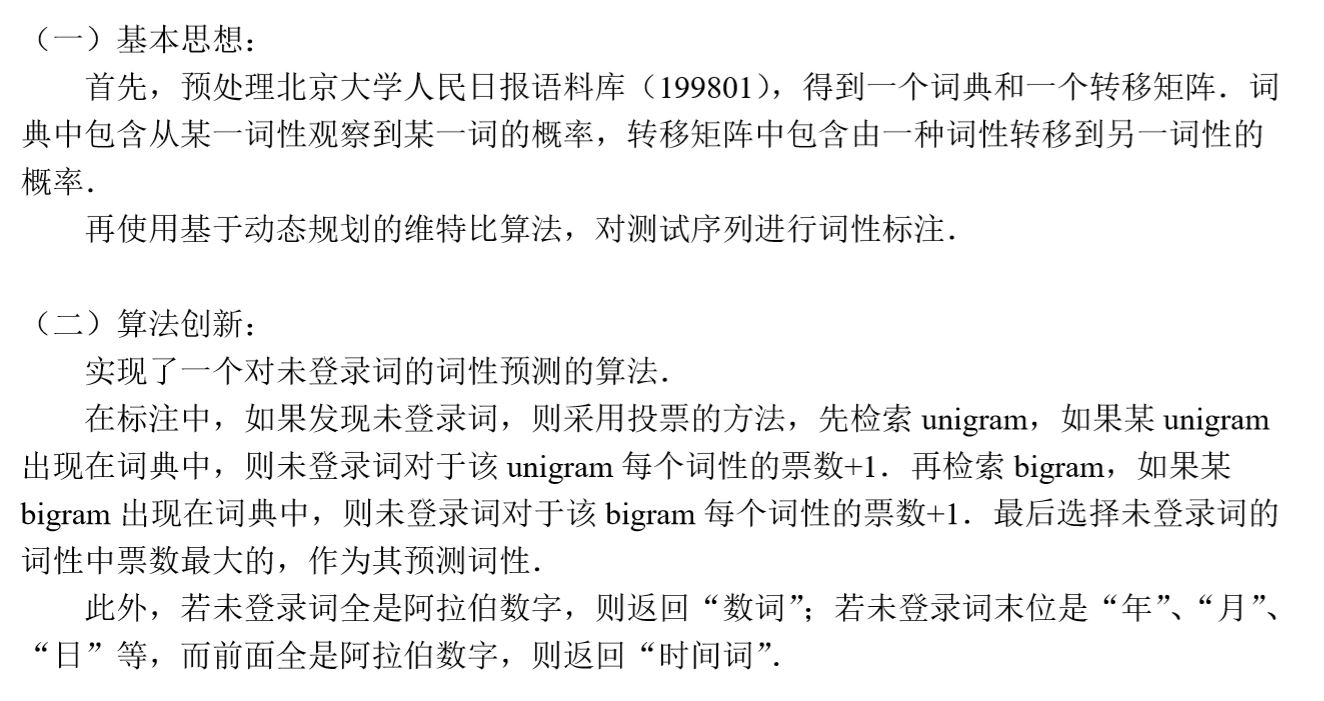 （一）基本思想：
首先，预处理北京大学人民日报语料库（199801），得到一个词典和一个转移矩阵．词
典中包含从某一词性观察到某一词的概率，转移矩阵中包含由一种词性转移到另一词性的
概率．
再使用基于动态规划的维特比算法，对测试序列进行词性标注．
（二）算法创新：
实现了一个对未登录词的词性预测的算法．
在标注中，如果发现未登录词，则采用投票的方法，先检索 unigram，如果某 unigram
出现在词典中，则未登录词对于该 unigram 每个词性的票数+1．再检索 bigram，如果某
bigram 出现在词典中，则未登录词对于该 bigram 每个词性的票数+1．最后选择未登录词的
词性中票数最大的，作为其预测词性．
此外，若未登录词全是阿拉伯数字，则返回“数词”；若未登录词末位是“年”、“月”、
“日”等，而前面全是阿拉伯数字，则返回“时间词”．